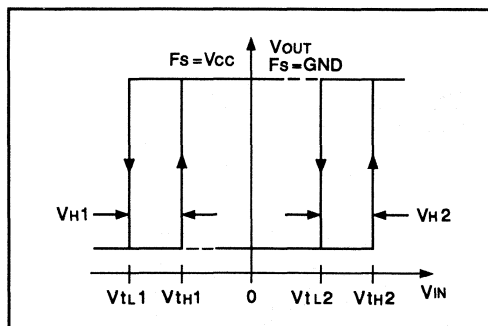 VOUT
Fs=Vcc Fs=GND
VH1 VH2
VtL1 VtH1 0 VtL2 VtH2 VIN